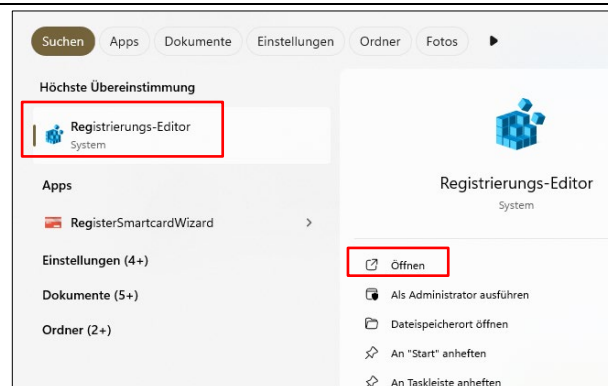 Suchen Apps Dokumente Einstellungen Ordner Fotos
Höchste Übereinstimmung
Registrierungs-Editor
System
Apps
RegisterSmartcardWizard
Einstellungen (4+)
Dokumente (5+)
Ordner (2+)
Registrierungs-Editor
System
Öffnen
Als Administrator ausführen
Dateispeicherort öffnen
An "Start" anheften
An Taskleiste anheften